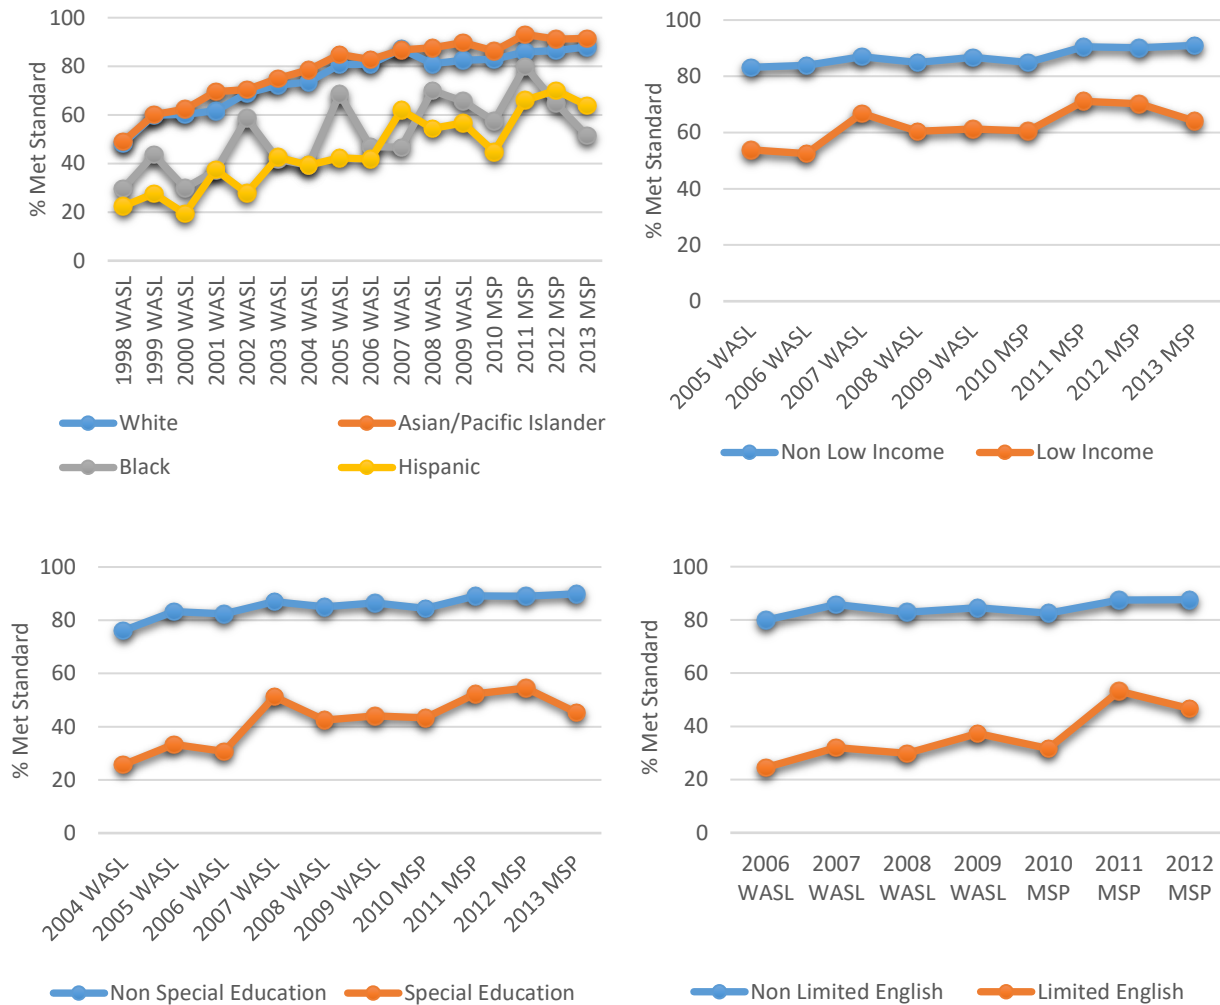 % Met Standard
100
80
60
40
20
0
1998 WASL
1999 WASL
2000 WASL
2001 WASL
2002 WASL
2003 WASL
2004 WASL
2005 WASL
2006 WASL
2007 WASL
2008 WASL
2009 WASL
2010 MSP
2011 MSP
2012 MSP
2013 MSP
White
Asian/Pacific Islander
Black
Hispanic
% Met Standard
100
80
60
40
20
0
2005 WASL
2006 WASL
2007 WASL
2008 WASL
2009 WASL
2010 MSP
2011 MSP
2012 MSP
2013 MSP
Non Low Income
Low Income
% Met Standard
100
80
60
40
20
0
2004 WASL
2005 WASL
2006 WASL
2007 WASL
2008 WASL
2009 WASL
2010 MSP
2011 MSP
2012 MSP
2013 MSP
Non Special Education
Special Education
% Met Standard
100
80
60
40
20
0
2006
WASL
2007
WASL
2008
WASL
2009
WASL
2010
MSP
2011
MSP
2012
MSP
Non Limited English
Limited English